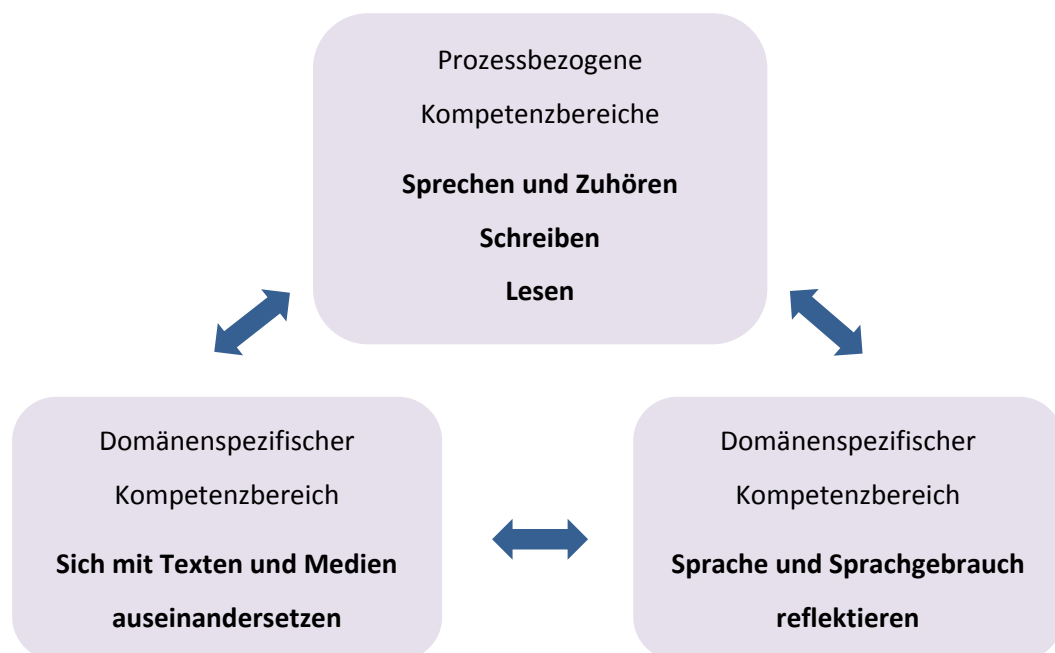 Prozessbezogene
Kompetenzbereiche
Sprechen und Zuhören
Schreiben
Lesen
Domänenspezifischer
Kompetenzbereich
Sich mit Texten und Medien
auseinandersetzen
Domänenspezifischer
Kompetenzbereich
Sprache und Sprachgebrauch
reflektieren